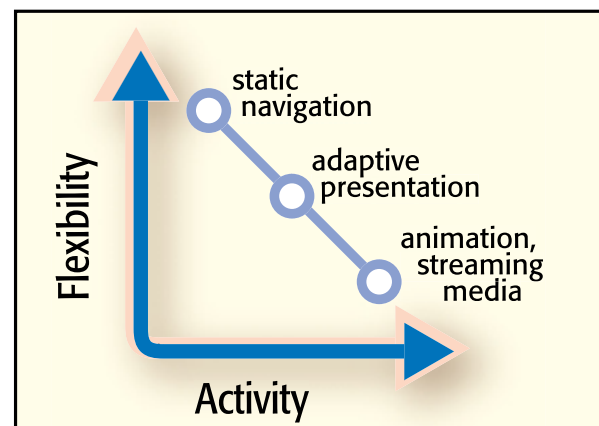 static
navigation
adaptive
presentation
animation,
streaming
media
Flexibility
Activity